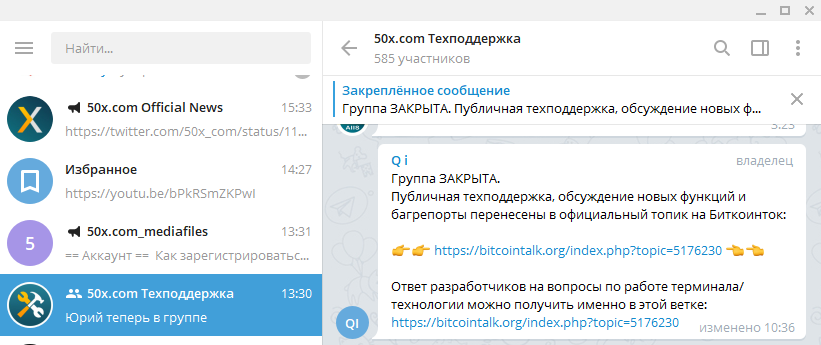 Найти...
50x.com Official News 15:33
https://twitter.com/50x_com/status/11...
Избранное 14:27
https://youtu.be/bPkRSmZKPwI
5
50x.com_mediafiles 13:31
== Аккаунт == Как зарегистрироватьс...
50x.com Техподдержка 13:30
Юрий теперь в группе
50x.com Техподдержка
585 участников
Закреплённое сообщение
Группа ЗАКРЫТА. Публичная техподдержка, обсуждение новых ф...
Q i владелец
Группа ЗАКРЫТА.
Публичная техподдержка, обсуждение новых функций и
багрепорты перенесены в официальный топик на Биткоинток:
👉👉 https://bitcointalk.org/index.php?topic=5176230 👈👈
Ответ разработчиков на вопросы по работе терминала/
технологии можно получить именно в этой ветке:
https://bitcointalk.org/index.php?topic=5176230
изменено 10:36
QI